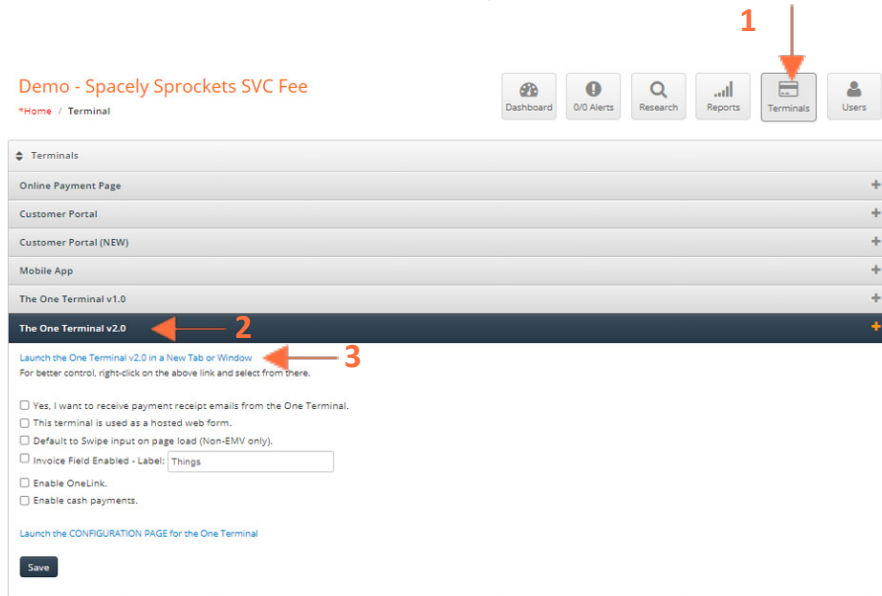 1
Demo - Spacely Sprockets SVC Fee
*Home / Terminal
Dashboard
0/0 Alerts
Research
Reports
Terminals
Users
Terminals
Online Payment Page
Customer Portal
Customer Portal (NEW)
Mobile App
The One Terminal v1.0
The One Terminal v2.0
2
Launch the One Terminal v2.0 in a New Tab or Window
3
For better control, right-click on the above link and select from there.
Yes, I want to receive payment receipt emails from the One Terminal.
This terminal is used as a hosted web form.
Default to Swipe input on page load (Non-EMV only).
Invoice Field Enabled - Label: Things
Enable OneLink.
Enable cash payments.
Launch the CONFIGURATION PAGE for the One Terminal
Save